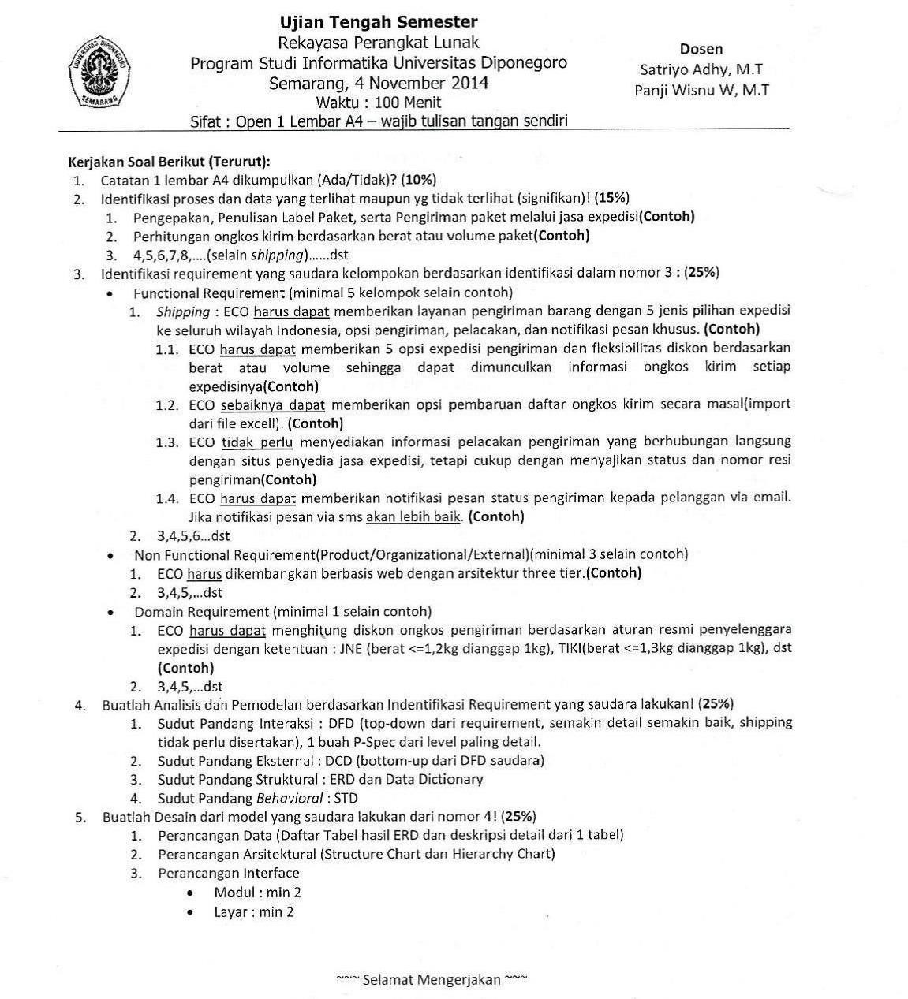 Ujian Tengah Semester
Rekayasa Perangkat Lunak
Program Studi Informatika Universitas Diponegoro
Semarang, 4 November 2014
Waktu : 100 Menit
Sifat : Open 1 Lembar A4 – wajib tulisan tangan sendiri
UNIVERSITAS DIPONEGORO
SEMARANG
Dosen
Satriyo Adhy, M.T
Panji Wisnu W, M.T
Kerjakan Soal Berikut (Terurut):
1. Catatan 1 lembar A4 dikumpulkan (Ada/Tidak)? (10%)
2. Identifikasi proses dan data yang terlihat maupun yg tidak terlihat (signifikan)! (15%)
1. Pengepakan, Penulisan Label Paket, serta Pengiriman paket melalui jasa expedisi(Contoh)
2. Perhitungan ongkos kirim berdasarkan berat atau volume paket(Contoh)
3. 4,5,6,7,8,....(selain shipping)......dst
3. Identifikasi requirement yang saudara kelompokan berdasarkan identifikasi dalam nomor 3 : (25%)
• Functional Requirement (minimal 5 kelompok selain contoh)
1. Shipping : ECO harus dapat memberikan layanan pengiriman barang dengan 5 jenis pilihan expedisi
ke seluruh wilayah Indonesia, opsi pengiriman, pelacakan, dan notifikasi pesan khusus. (Contoh)
1.1. ECO harus dapat memberikan 5 opsi expedisi pengiriman dan fleksibilitas diskon berdasarkan
berat atau volume sehingga dapat dimunculkan informasi ongkos kirim setiap
expedisinya(Contoh)
1.2. ECO sebaiknya dapat memberikan opsi pembaruan daftar ongkos kirim secara masal(import
dari file excell). (Contoh)
1.3. ECO tidak perlu menyediakan informasi pelacakan pengiriman yang berhubungan langsung
dengan situs penyedia jasa expedisi, tetapi cukup dengan menyajikan status dan nomor resi
pengiriman(Contoh)
1.4. ECO harus dapat memberikan notifikasi pesan status pengiriman kepada pelanggan via email.
Jika notifikasi pesan via sms akan lebih baik. (Contoh)
2. 3,4,5,6...dst
• Non Functional Requirement(Product/Organizational/External)(minimal 3 selain contoh)
1. ECO harus dikembangkan berbasis web dengan arsitektur three tier.(Contoh)
2. 3,4,5,...dst
• Domain Requirement (minimal 1 selain contoh)
1. ECO harus dapat menghitung diskon ongkos pengiriman berdasarkan aturan resmi penyelenggara
expedisi dengan ketentuan : JNE (berat <=1,2kg dianggap 1kg), TIKI(berat <=1,3kg dianggap 1kg), dst
(Contoh)
2. 3,4,5,...dst
4. Buatlah Analisis dan Pemodelan berdasarkan Indentifikasi Requirement yang saudara lakukan! (25%)
1. Sudut Pandang Interaksi : DFD (top-down dari requirement, semakin detail semakin baik, shipping
tidak perlu disertakan), 1 buah P-Spec dari level paling detail.
2. Sudut Pandang Eksternal : DCD (bottom-up dari DFD saudara)
3. Sudut Pandang Struktural : ERD dan Data Dictionary
4. Sudut Pandang Behavioral : STD
5. Buatlah Desain dari model yang saudara lakukan dari nomor 4! (25%)
1. Perancangan Data (Daftar Tabel hasil ERD dan deskripsi detail dari 1 tabel)
2. Perancangan Arsitektural (Structure Chart dan Hierarchy Chart)
3. Perancangan Interface
• Modul : min 2
• Layar : min 2
~~~ Selamat Mengerjakan ~~~